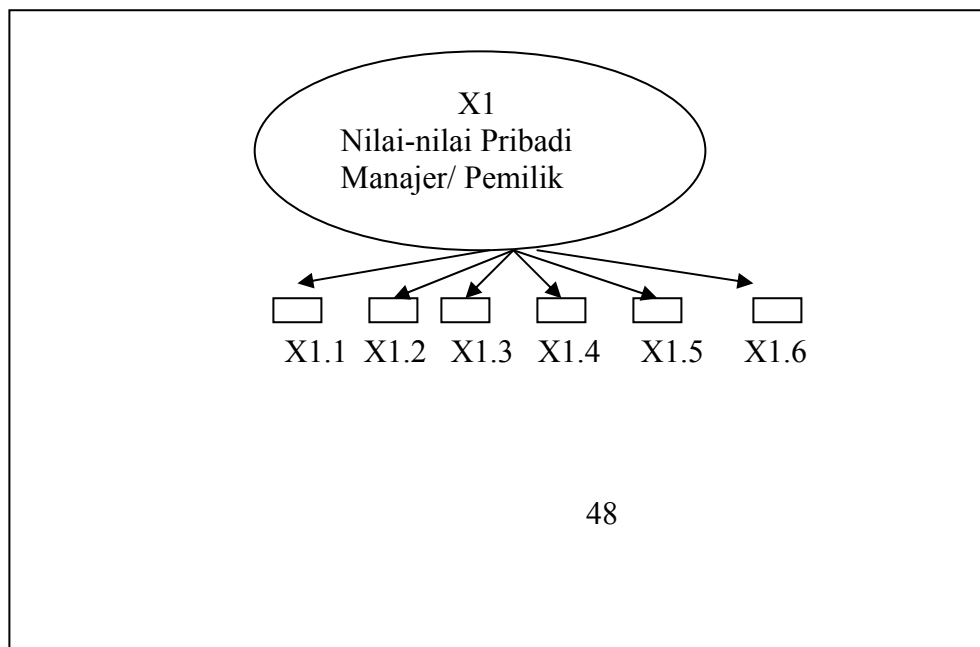 X1
Nilai-nilai Pribadi
Manajer/ Pemilik
X1.1 X1.2 X1.3 X1.4 X1.5 X1.6
48